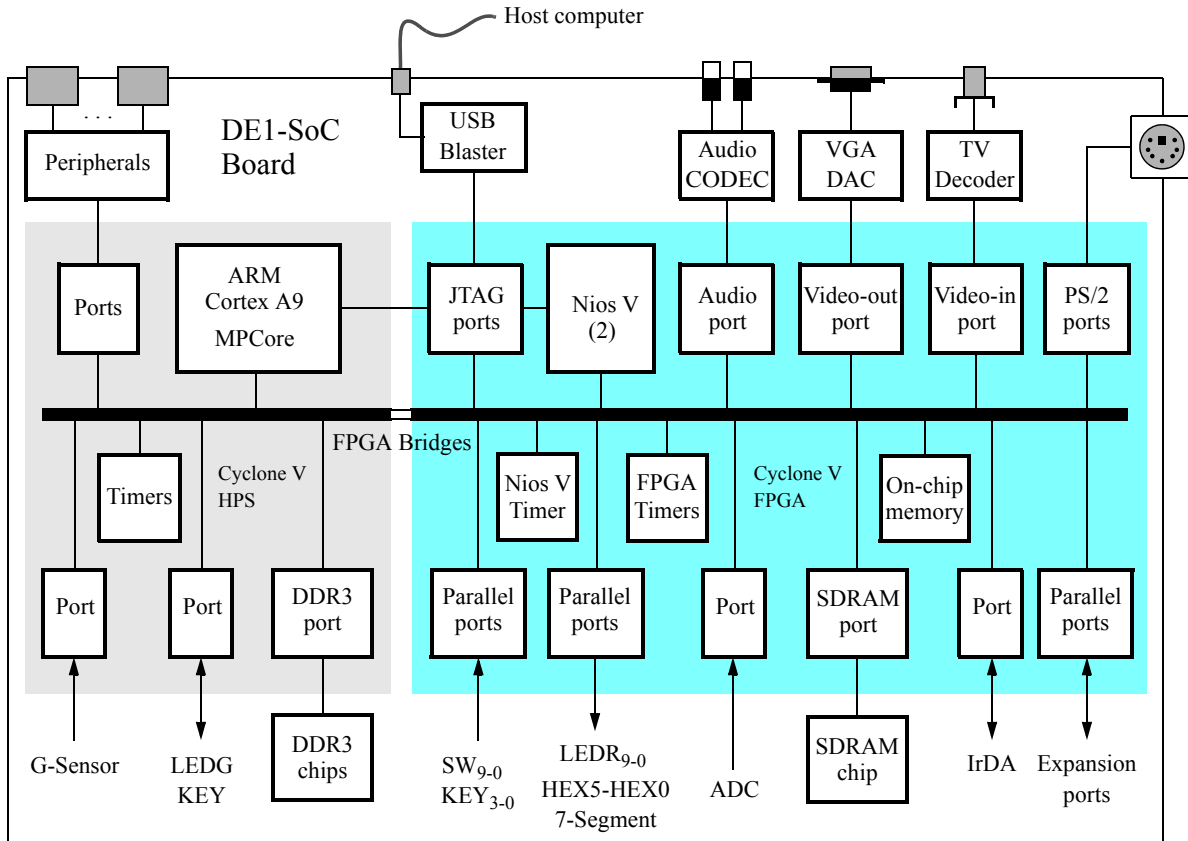 Host computer
DE1-SoC
Board
. . .
Peripherals
USB
Blaster
Audio
CODEC
VGA
DAC
TV
Decoder
Ports
ARM
Cortex A9
MPCore
JTAG
ports
Nios V
(2)
Audio
port
Video-out
port
Video-in
port
PS/2
ports
FPGA Bridges
Timers
Cyclone V
HPS
Nios V
Timer
FPGA
Timers
Cyclone V
FPGA
On-chip
memory
Port
Port
DDR3
port
Parallel
ports
Parallel
ports
Port
SDRAM
port
Port
Parallel
ports
G-Sensor
LEDG
KEY
DDR3
chips
SW9-0
KEY3-0
LEDR9-0
HEX5-HEX0
7-Segment
ADC
SDRAM
chip
IrDA
Expansion
ports